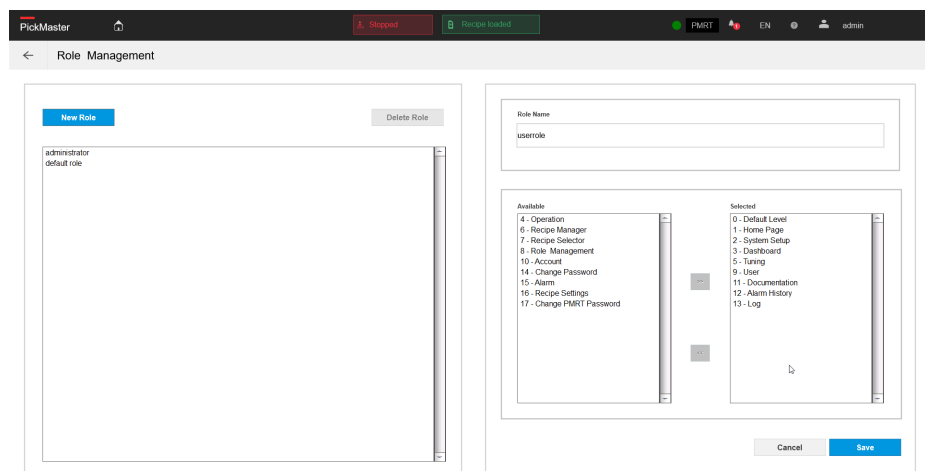 PickMaster
Stopped
Recipe loaded
PMRT
EN
admin
Role Management
New Role
Delete Role
administrator
default role
Role Name
userrole
Available
4 - Operation
6 - Recipe Manager
7 - Recipe Selector
8 - Role Management
10 - Account
14 - Change Password
15 - Alarm
16 - Recipe Settings
17 - Change PMRT Password
Selected
0 - Default Level
1 - Home Page
2 - System Setup
3 - Dashboard
5 - Tuning
9 - User
11 - Documentation
12 - Alarm History
13 - Log
Cancel
Save